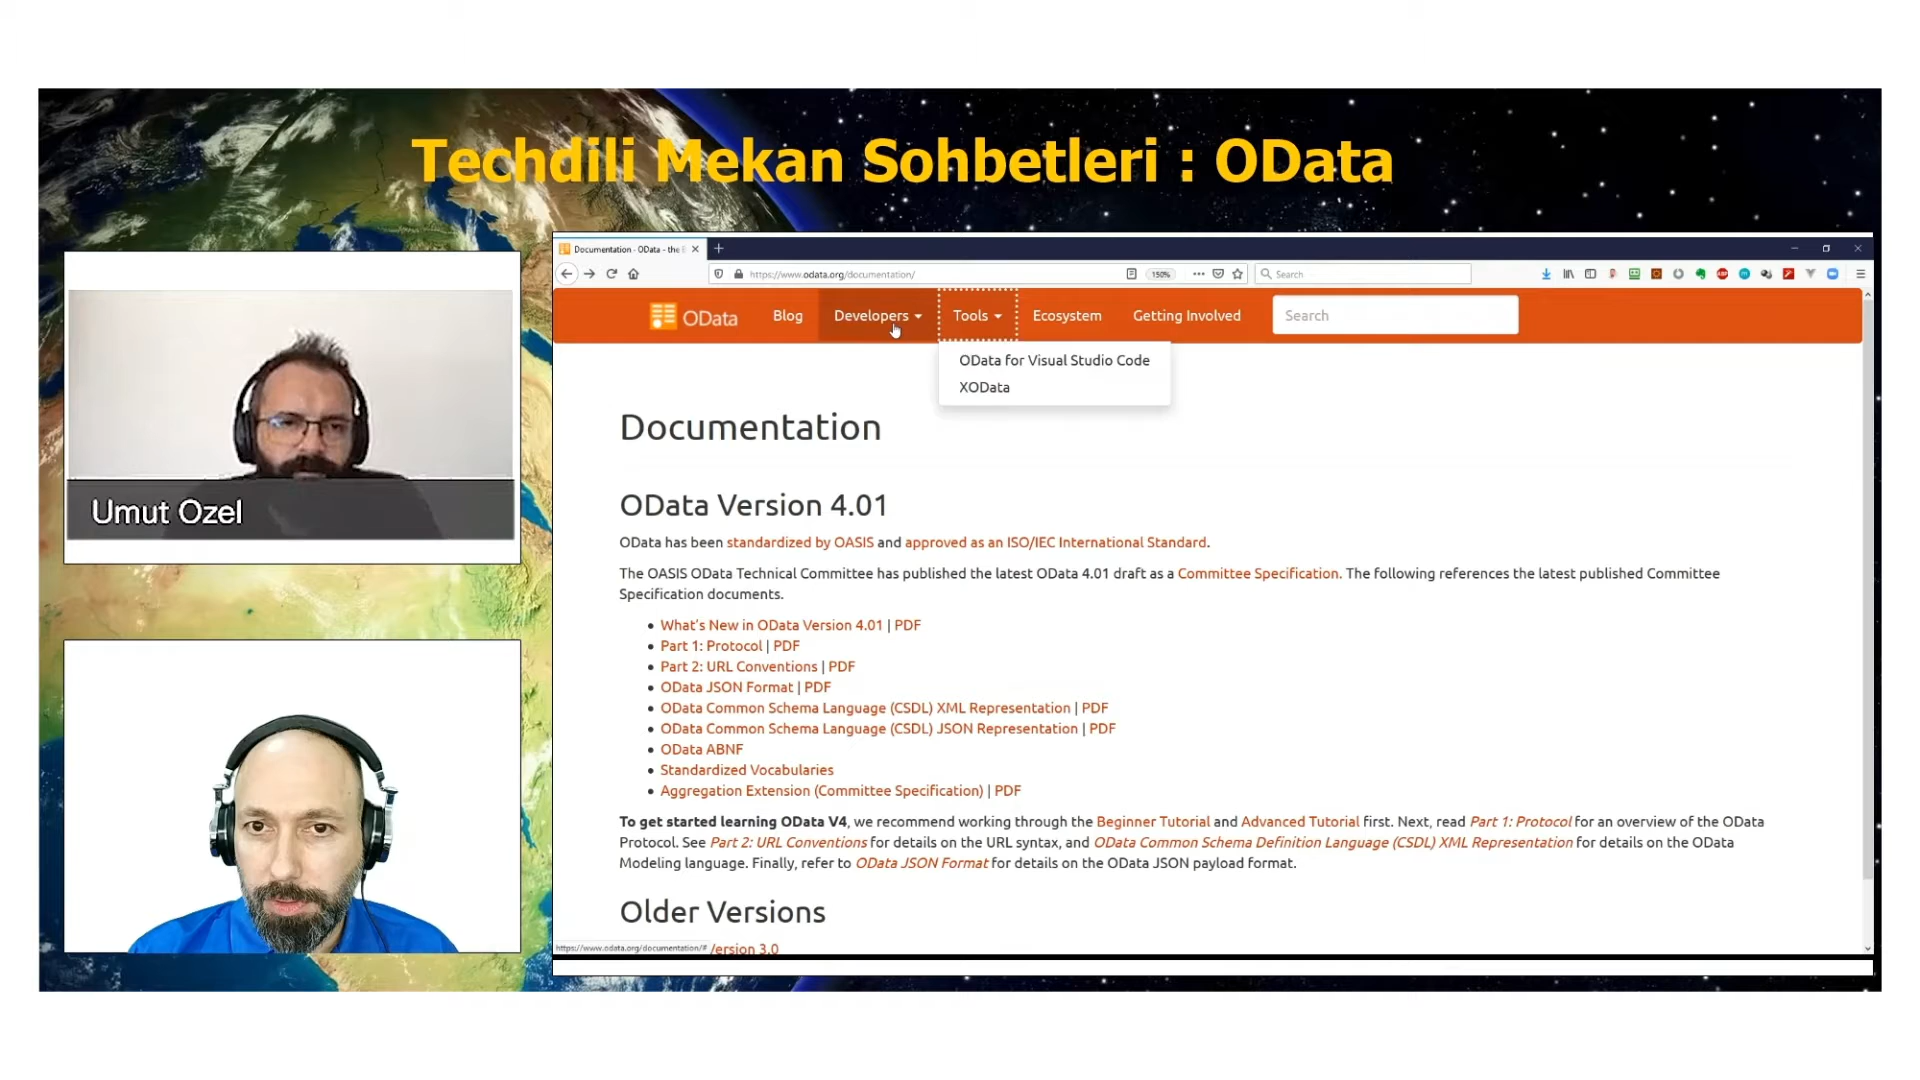 Techdili Mekan Sohbetleri : OData
Umut Ozel
Documentation - OData - the
https://www.odata.org/documentation/
150%
Search
OData
Blog
Developers
Tools
Ecosystem
Getting Involved
Search
OData for Visual Studio Code
XOData
Documentation
OData Version 4.01
OData has been standardized by OASIS and approved as an ISO/IEC International Standard.
The OASIS OData Technical Committee has published the latest OData 4.01 draft as a Committee Specification. The following references the latest published Committee
Specification documents.
What's New in OData Version 4.01 | PDF
Part 1: Protocol | PDF
Part 2: URL Conventions | PDF
OData JSON Format | PDF
OData Common Schema Language (CSDL) XML Representation | PDF
OData Common Schema Language (CSDL) JSON Representation | PDF
OData ABNF
Standardized Vocabularies
Aggregation Extension (Committee Specification) | PDF
To get started learning OData V4, we recommend working through the Beginner Tutorial and Advanced Tutorial first. Next, read Part 1: Protocol for an overview of the OData
Protocol. See Part 2: URL Conventions for details on the URL syntax, and OData Common Schema Definition Language (CSDL) XML Representation for details on the OData
Modeling language. Finally, refer to OData JSON Format for details on the OData JSON payload format.
Older Versions
https://www.odata.org/documentation/# Version 3.0